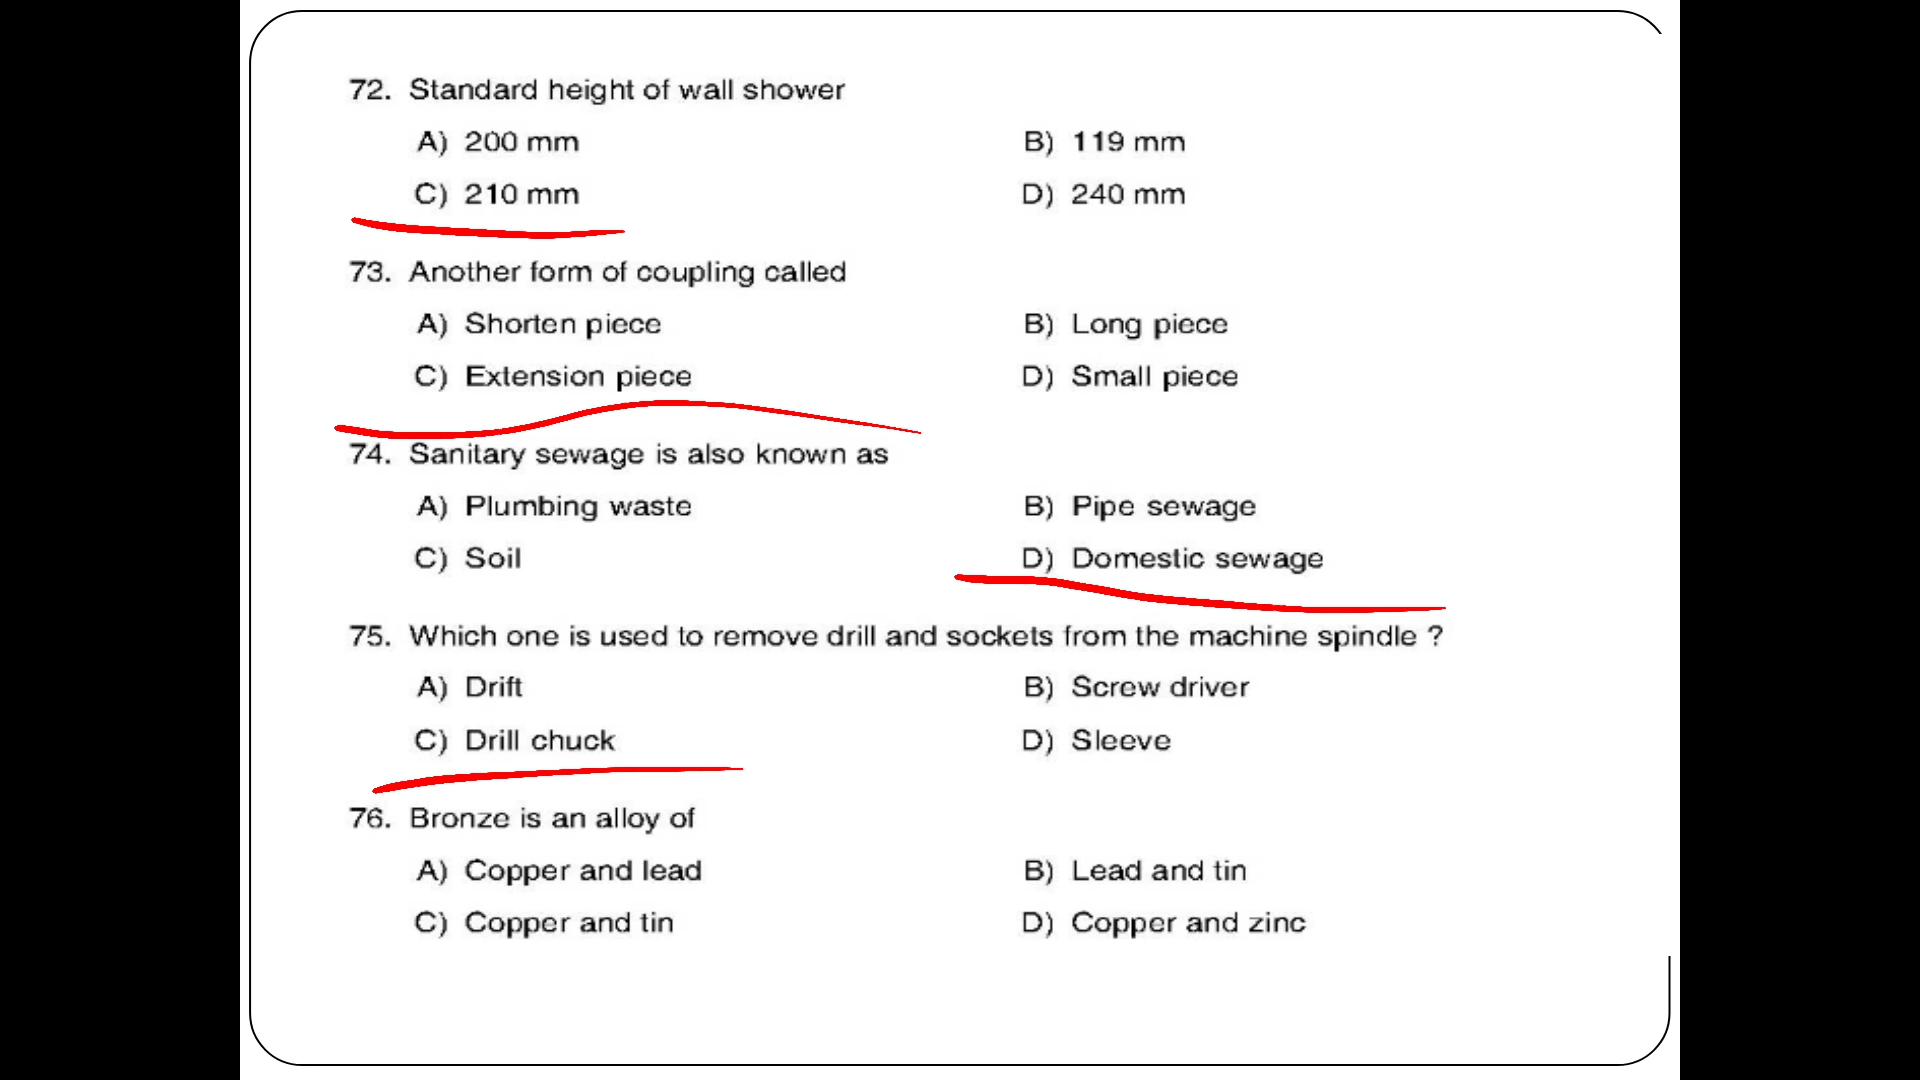 72. Standard height of wall shower
A) 200 mm B) 119 mm
C) 210 mm D) 240 mm
73. Another form of coupling called
A) Shorten piece B) Long piece
C) Extension piece D) Small piece
74. Sanitary sewage is also known as
A) Plumbing waste B) Pipe sewage
C) Soil D) Domestic sewage
75. Which one is used to remove drill and sockets from the machine spindle ?
A) Drift B) Screw driver
C) Drill chuck D) Sleeve
76. Bronze is an alloy of
A) Copper and lead B) Lead and tin
C) Copper and tin D) Copper and zinc